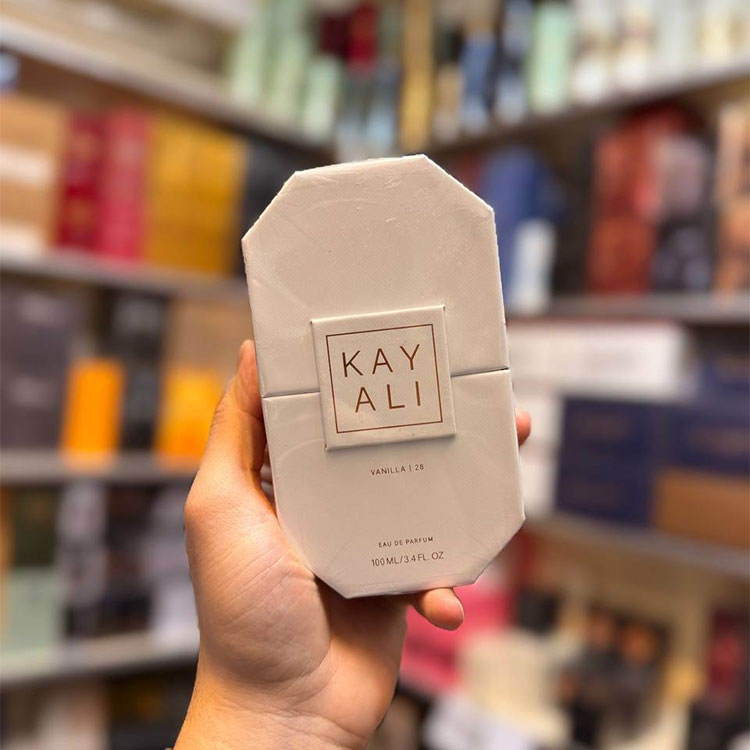 KAY
ALI
VANILLA | 28
EAU DE PARFUM
100 ML/3.4 FL. OZ